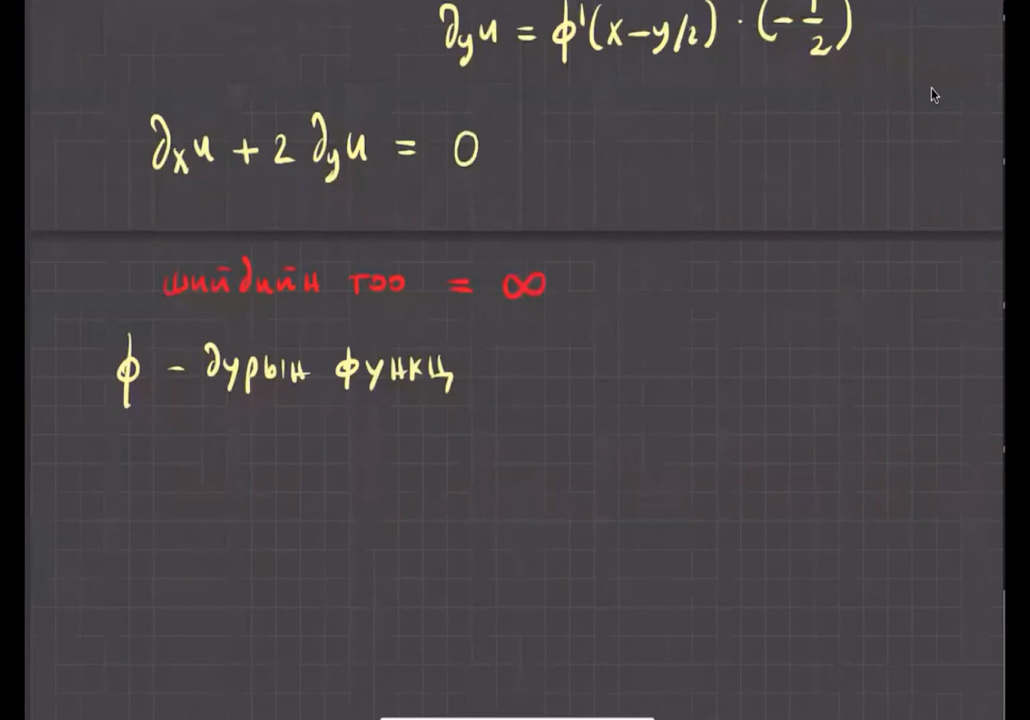 ∂yu = ϕ'(x-y/2) · (-1/2)
∂xu + 2 ∂yu = 0
шийдийн тоо = ∞
ϕ - дурын функц